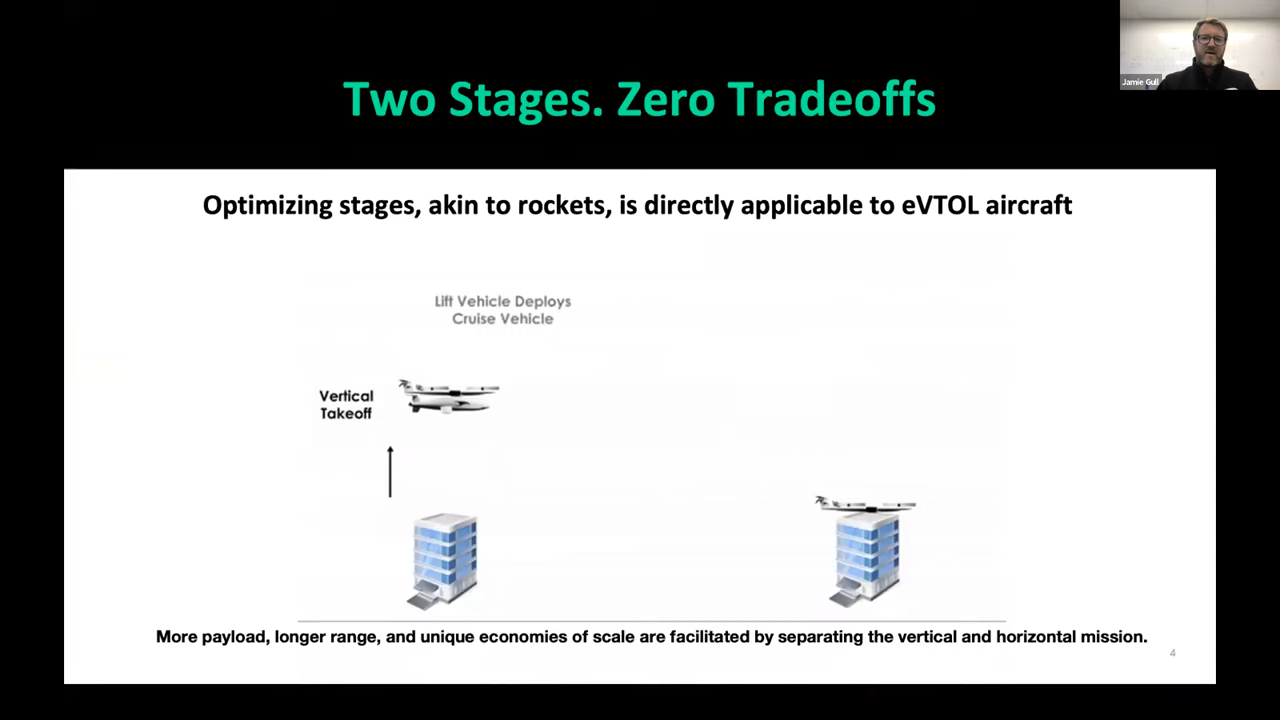 Jamie Gull
Two Stages. Zero Tradeoffs
Optimizing stages, akin to rockets, is directly applicable to eVTOL aircraft
Lift Vehicle Deploys
Cruise Vehicle
Vertical
Takeoff
More payload, longer range, and unique economies of scale are facilitated by separating the vertical and horizontal mission.
4